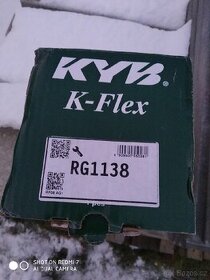 KYB
K-Flex
RG1138
SHOT ON REDMI 7
AI DUAL CAMERA